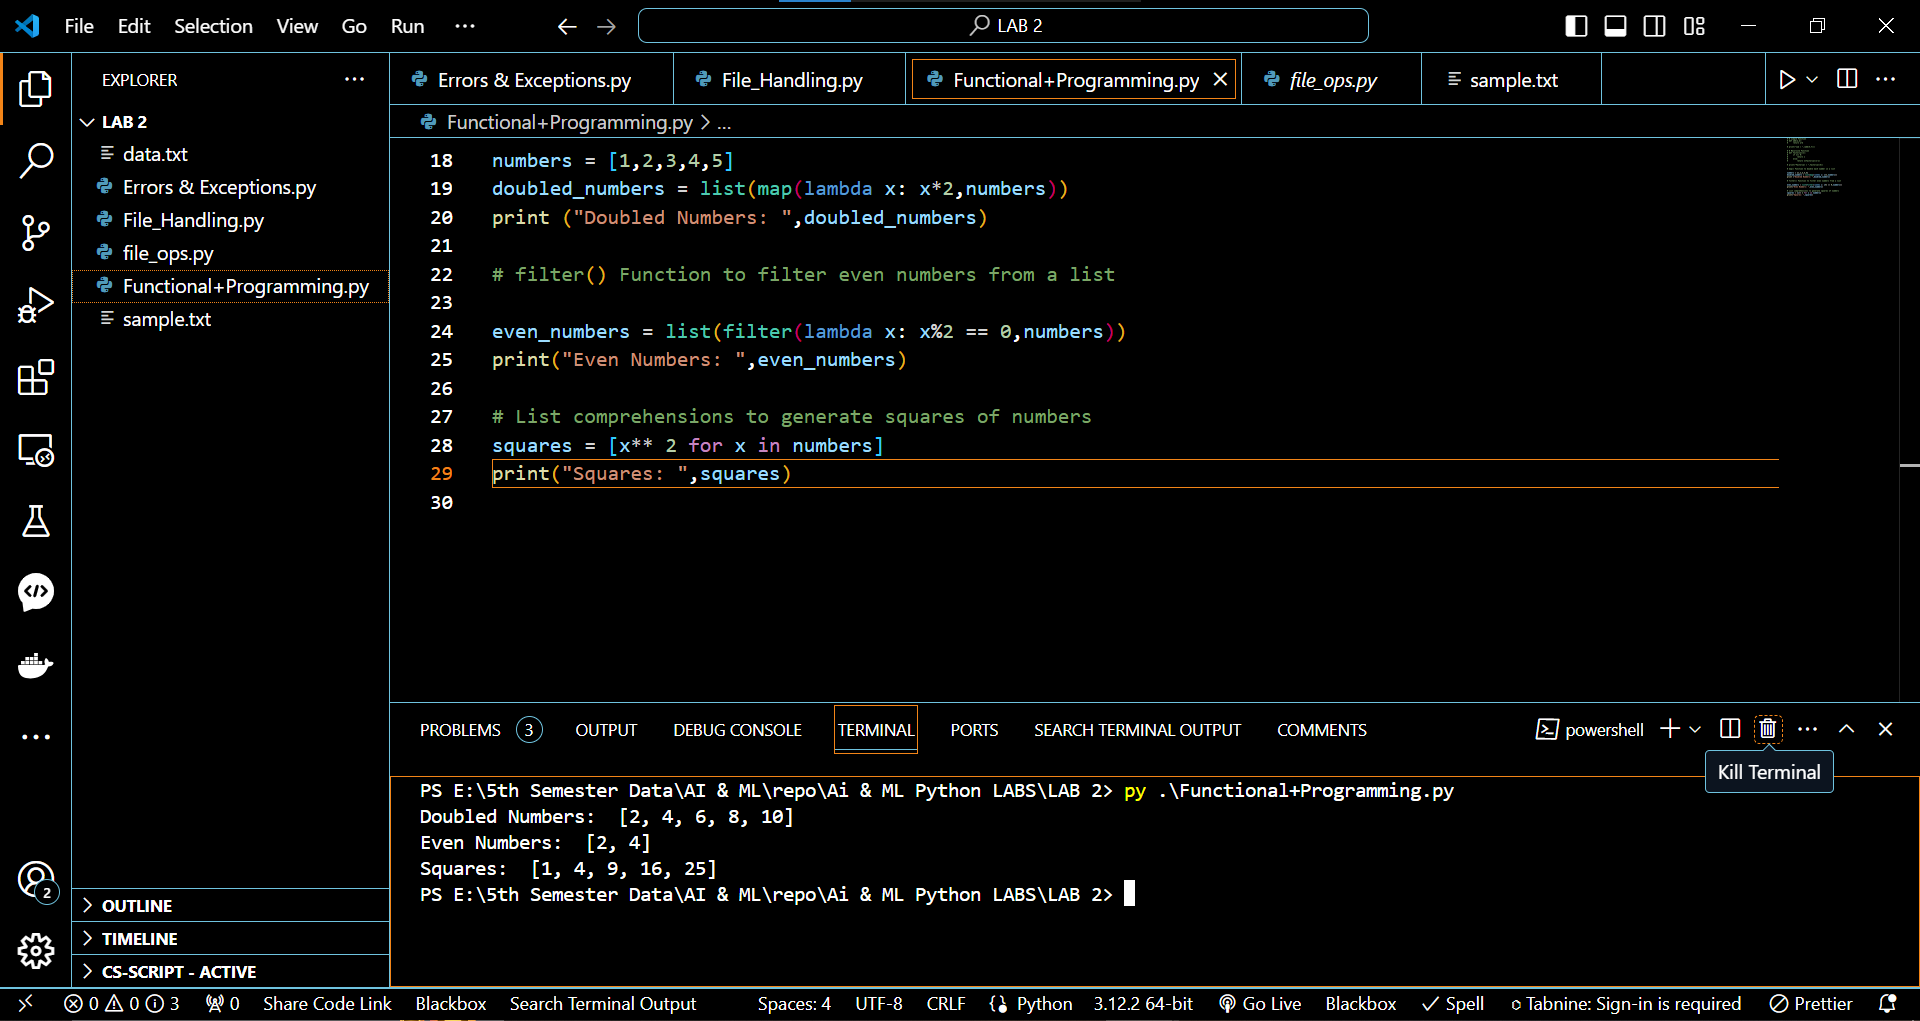 File Edit Selection View Go Run ···
LAB 2
EXPLORER ···
LAB 2
data.txt
Errors & Exceptions.py
File_Handling.py
file_ops.py
Functional+Programming.py
sample.txt
OUTLINE
TIMELINE
CS-SCRIPT - ACTIVE
2
Errors & Exceptions.py File_Handling.py Functional+Programming.py file_ops.py sample.txt
Functional+Programming.py > ...
18 numbers = [1,2,3,4,5]
19 doubled_numbers = list(map(lambda x: x*2,numbers))
20 print ("Doubled Numbers: ",doubled_numbers)
21
22 # filter() Function to filter even numbers from a list
23
24 even_numbers = list(filter(lambda x: x%2 == 0,numbers))
25 print("Even Numbers: ",even_numbers)
26
27 # List comprehensions to generate squares of numbers
28 squares = [x** 2 for x in numbers]
29 print("Squares: ",squares)
30
PROBLEMS 3 OUTPUT DEBUG CONSOLE TERMINAL PORTS SEARCH TERMINAL OUTPUT COMMENTS powershell
Kill Terminal
PS E:\5th Semester Data\AI & ML\repo\Ai & ML Python LABS\LAB 2> py .\Functional+Programming.py
Doubled Numbers:  [2, 4, 6, 8, 10]
Even Numbers:  [2, 4]
Squares:  [1, 4, 9, 16, 25]
PS E:\5th Semester Data\AI & ML\repo\Ai & ML Python LABS\LAB 2>
0 0 3 0 Share Code Link Blackbox Search Terminal Output Spaces: 4 UTF-8 CRLF Python 3.12.2 64-bit Go Live Blackbox Spell Tabnine: Sign-in is required Prettier